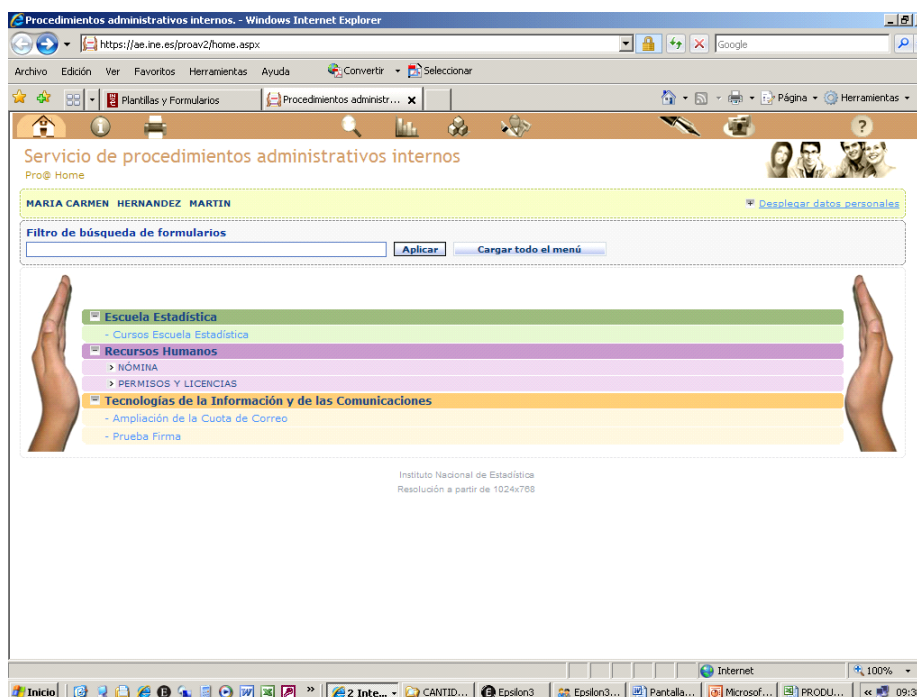 Procedimientos administrativos internos. - Windows Internet Explorer
https://ae.ine.es/proav2/home.aspx
Google
Archivo Edición Ver Favoritos Herramientas Ayuda Convertir Seleccionar
Plantillas y Formularios Procedimientos administr... Página Herramientas
Servicio de procedimientos administrativos internos
Pro@ Home
MARIA CARMEN HERNANDEZ MARTIN Desplegar datos personales
Filtro de búsqueda de formularios
Aplicar Cargar todo el menú
Escuela Estadística
- Cursos Escuela Estadística
Recursos Humanos
> NÓMINA
> PERMISOS Y LICENCIAS
Tecnologías de la Información y de las Comunicaciones
- Ampliación de la Cuota de Correo
- Prueba Firma
Instituto Nacional de Estadística
Resolución a partir de 1024x768
Internet 100%
Inicio » 2 Inte... CANTID... Epsilon3 Epsilon3... Pantalla... Microsof... PRODU... « 09:3